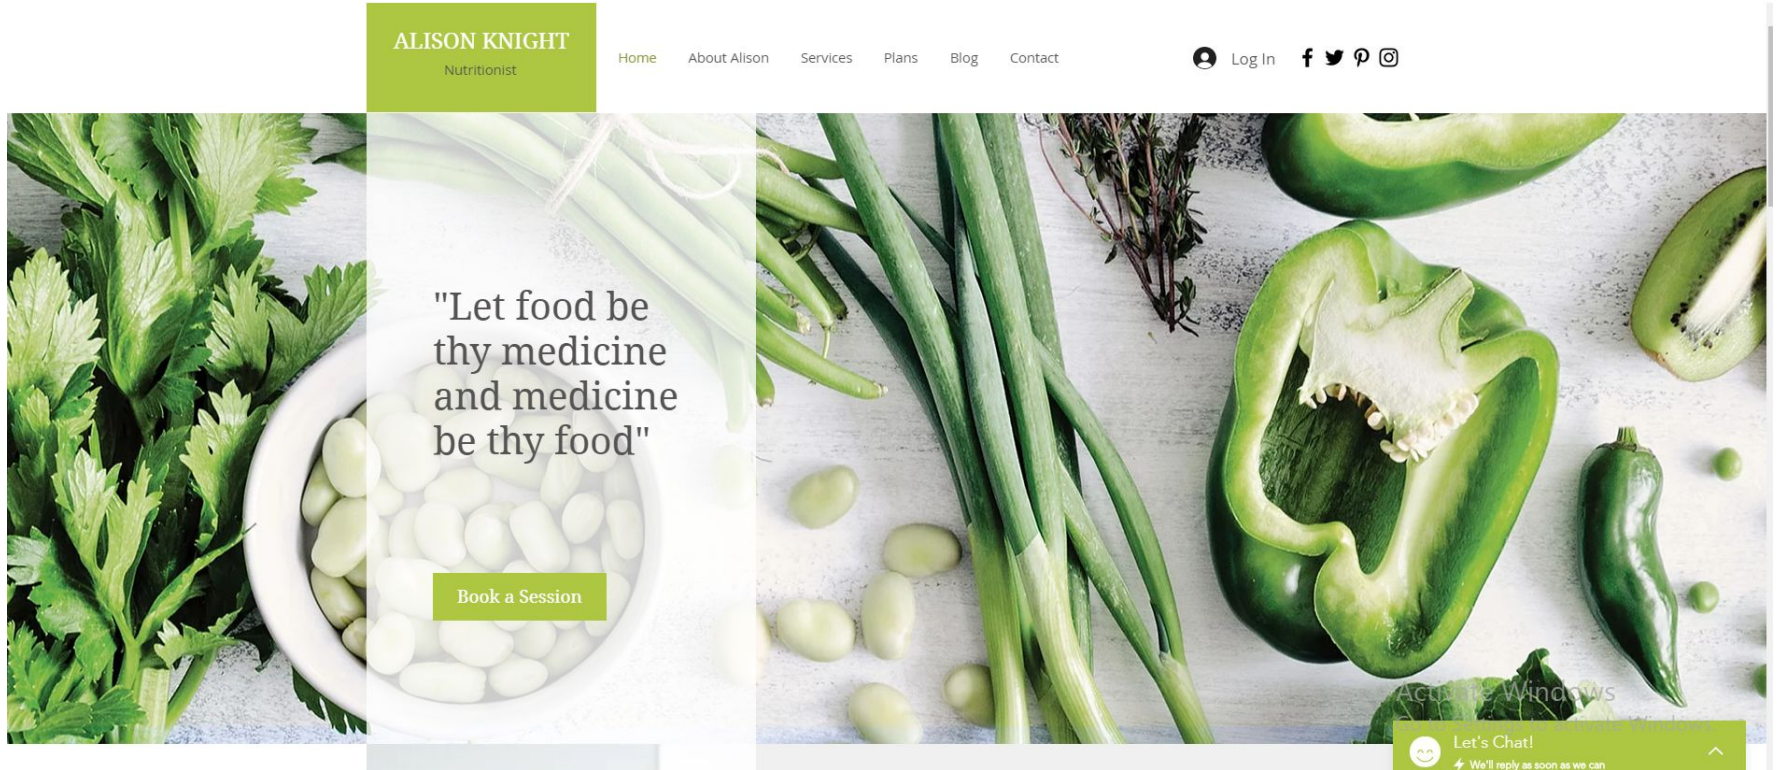 ALISON KNIGHT
Nutritionist
Home About Alison Services Plans Blog Contact
Log In
"Let food be
thy medicine
and medicine
be thy food"
Book a Session
Activate Windows
Let's Chat!
We'll reply as soon as we can